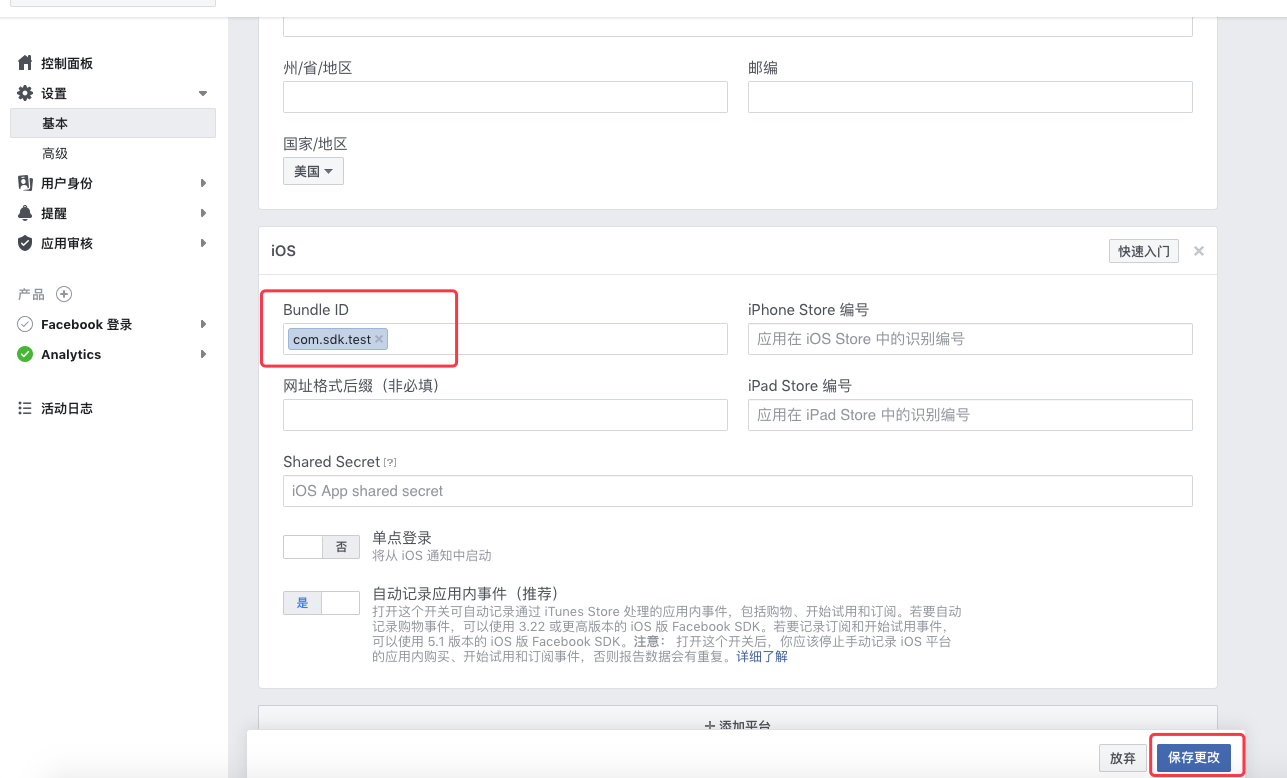 控制面板
设置
基本
高级
用户身份
提醒
应用审核
产品
Facebook 登录
Analytics
活动日志
州/省/地区
邮编
国家/地区
美国
iOS
快速入门
Bundle ID
com.sdk.test
iPhone Store 编号
应用在 iOS Store 中的识别编号
网址格式后缀（非必填）
iPad Store 编号
应用在 iPad Store 中的识别编号
Shared Secret [?]
iOS App shared secret
否
单点登录
将从 iOS 通知中启动
是
自动记录应用内事件（推荐）
打开这个开关可自动记录通过 iTunes Store 处理的应用内事件，包括购物、开始试用和订阅。若要自动
记录购物事件，可以使用 3.22 或更高版本的 iOS 版 Facebook SDK。若要记录订阅和开始试用事件，
可以使用 5.1 版本的 iOS 版 Facebook SDK。注意： 打开这个开关后，你应该停止手动记录 iOS 平台
的应用内购买、开始试用和订阅事件，否则报告数据会有重复。详细了解
添加平台
放弃
保存更改